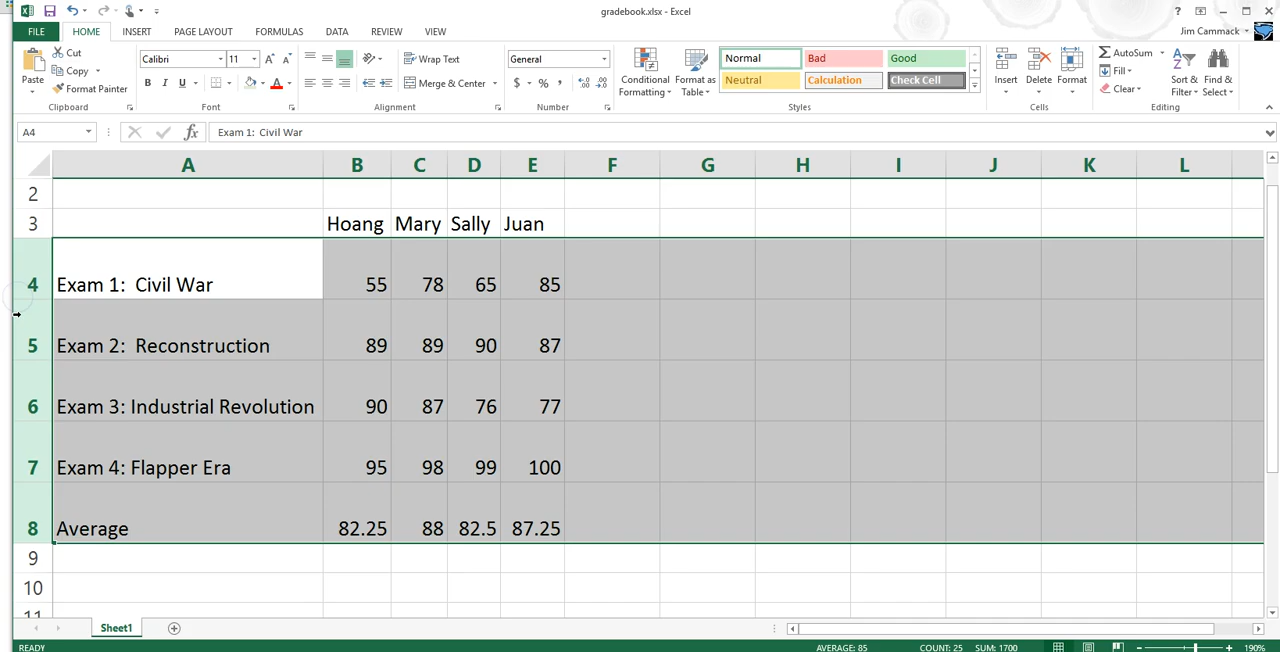 gradebook.xlsx - Excel
Jim Cammack
FILE HOME INSERT PAGE LAYOUT FORMULAS DATA REVIEW VIEW
Paste
Cut
Copy
Format Painter
Clipboard
Calibri 11
B I U
Font
Wrap Text
Merge & Center
Alignment
General
$ % ,
Number
Conditional Formatting
Format as Table
Normal Bad Good
Neutral Calculation Check Cell
Styles
Insert Delete Format
Cells
AutoSum
Fill
Clear
Sort & Filter
Find & Select
Editing
A4 fx Exam 1:  Civil War
A B C D E F G H I J K L
2
3 Hoang Mary Sally Juan
4 Exam 1:  Civil War 55 78 65 85
5 Exam 2:  Reconstruction 89 89 90 87
6 Exam 3: Industrial Revolution 90 87 76 77
7 Exam 4: Flapper Era 95 98 99 100
8 Average 82.25 88 82.5 87.25
9
10
11
Sheet1
READY AVERAGE: 85 COUNT: 25 SUM: 1700 190%